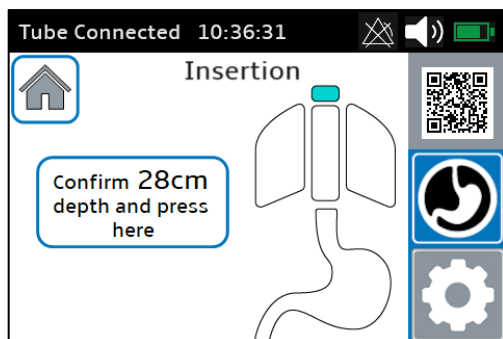 Tube Connected 10:36:31
Insertion
Confirm 28cm
depth and press
here